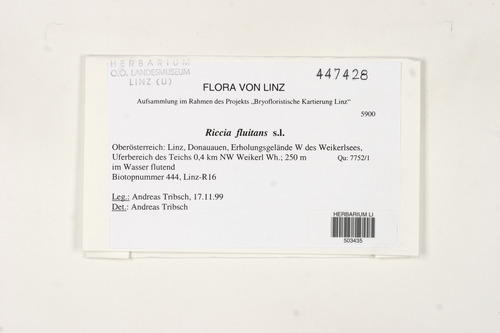 HERBARIUM
O.Ö. LANDESMUSEUM
LINZ (U)
447428
FLORA VON LINZ
Aufsammlung im Rahmen des Projekts „Bryofloristische Kartierung Linz“
5900
Riccia fluitans s.l.
Oberösterreich: Linz, Donauauen, Erholungsgelände W des Weikerlsees,
Uferbereich des Teichs 0,4 km NW Weikerl Wh.; 250 m Qu: 7752/1
im Wasser flutend
Biotopnummer 444, Linz-R16
Leg.: Andreas Tribsch, 17.11.99
Det.: Andreas Tribsch
HERBARIUM LI
503435